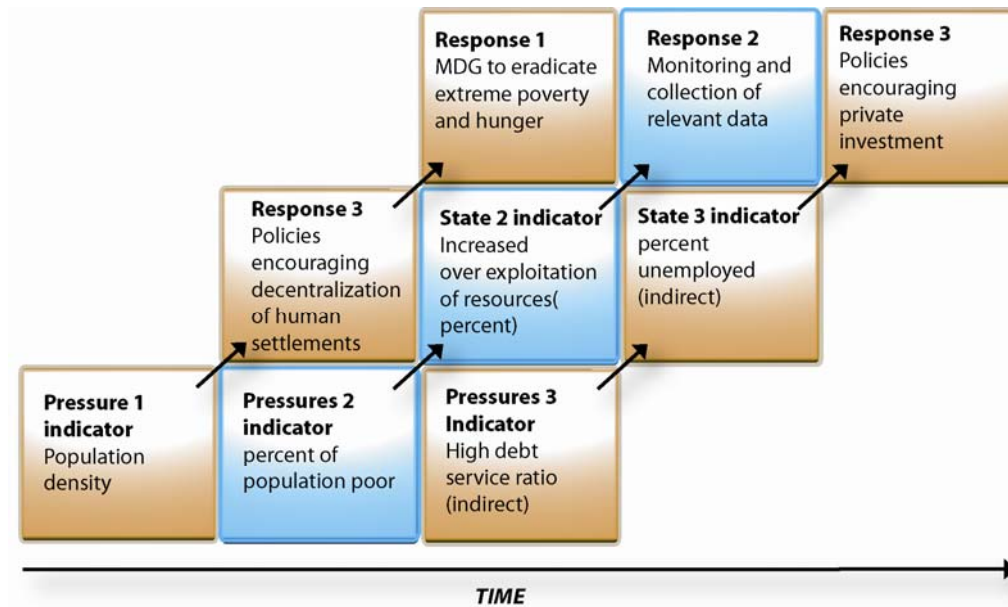 Response 1
MDG to eradicate
extreme poverty
and hunger
Response 2
Monitoring and
collection of
relevant data
Response 3
Policies
encouraging
private
investment
Response 3
Policies
encouraging
decentralization
of human
settlements
State 2 indicator
Increased
over exploitation
of resources(
percent)
State 3 indicator
percent
unemployed
(indirect)
Pressure 1
indicator
Population
density
Pressures 2
indicator
percent of
population poor
Pressures 3
Indicator
High debt
service ratio
(indirect)
TIME